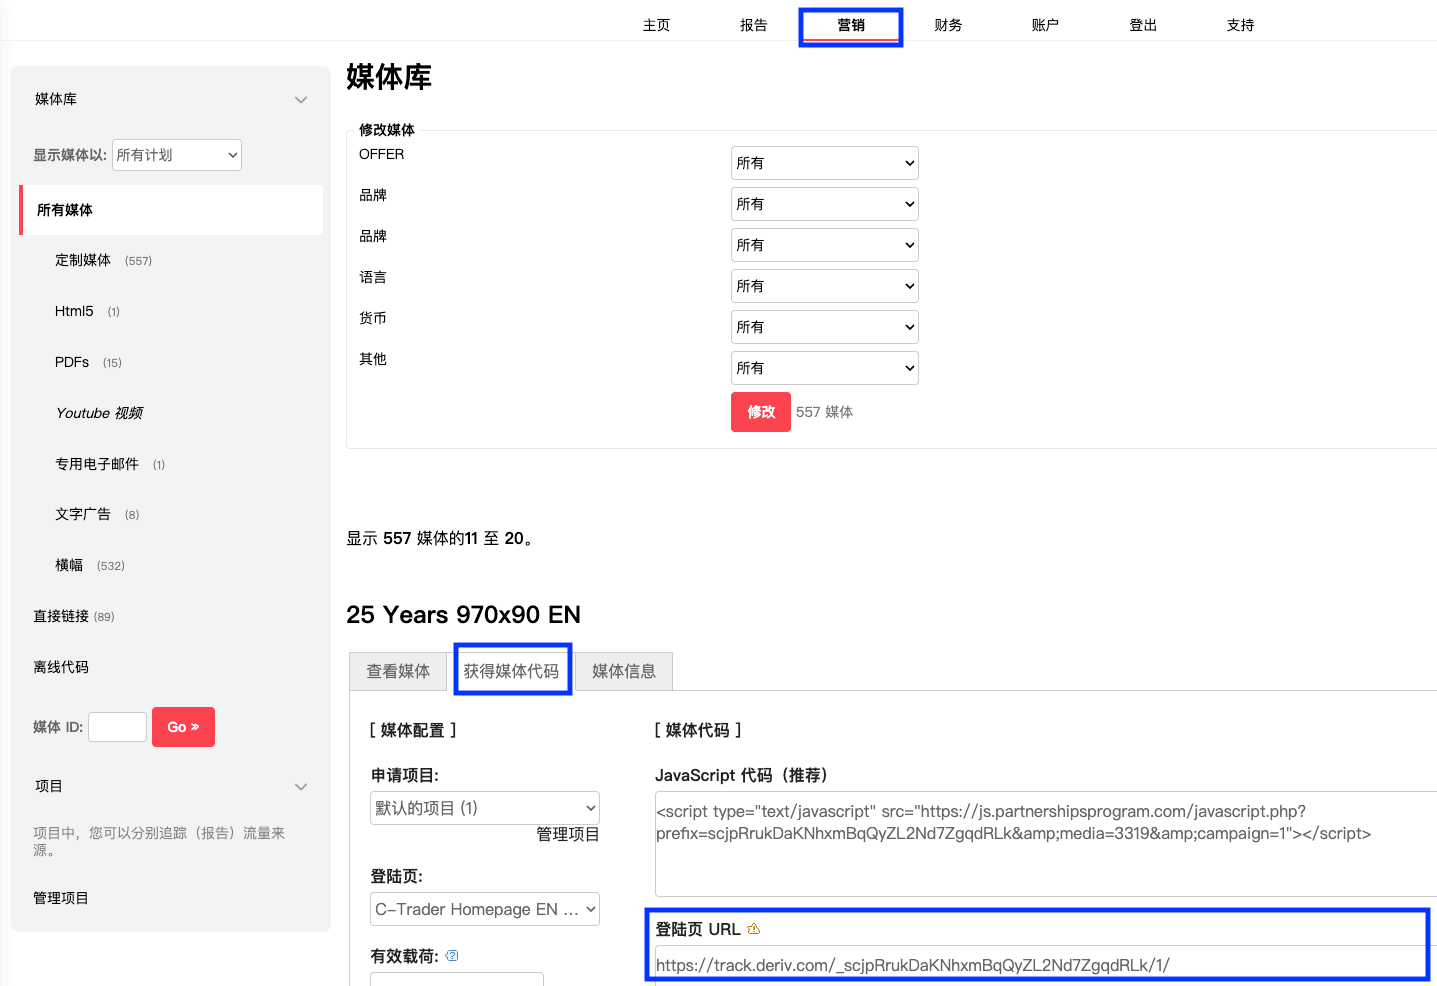 主页 报告 营销 财务 账户 登出 支持
媒体库
显示媒体以: 所有计划
所有媒体
定制媒体 (557)
Html5 (1)
PDFs (15)
Youtube 视频
专用电子邮件 (1)
文字广告 (8)
横幅 (532)
直接链接 (89)
离线代码
媒体 ID: Go »
项目
项目中，您可以分别追踪（报告）流量来
源。
管理项目
媒体库
修改媒体
OFFER 所有
品牌 所有
品牌 所有
语言 所有
货币 所有
其他 所有
修改 557 媒体
显示 557 媒体的11 至 20。
25 Years 970x90 EN
查看媒体 获得媒体代码 媒体信息
[ 媒体配置 ]
申请项目:
默认的项目 (1)
管理项目
登陆页:
C-Trader Homepage EN ...
有效载荷:
[ 媒体代码 ]
JavaScript 代码（推荐）
<script type="text/javascript" src="https://js.partnershipsprogram.com/javascript.php?
prefix=scjpRrukDaKNhxmBqQyZL2Nd7ZgqdRLk&amp;media=3319&amp;campaign=1"></script>
登陆页 URL
https://track.deriv.com/_scjpRrukDaKNhxmBqQyZL2Nd7ZgqdRLk/1/